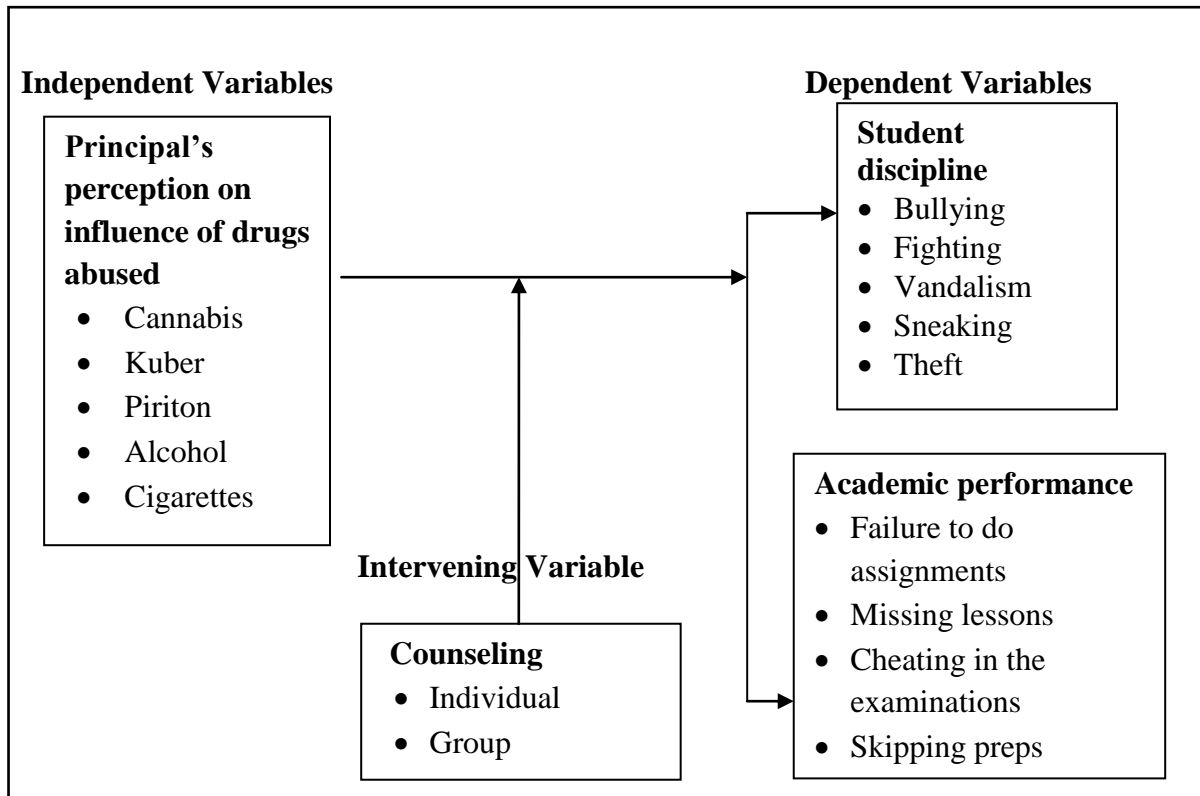 Independent Variables
Principal’s
perception on
influence of drugs
abused
• Cannabis
• Kuber
• Piriton
• Alcohol
• Cigarettes
Intervening Variable
Counseling
• Individual
• Group
Dependent Variables
Student
discipline
• Bullying
• Fighting
• Vandalism
• Sneaking
• Theft
Academic performance
• Failure to do
assignments
• Missing lessons
• Cheating in the
examinations
• Skipping preps